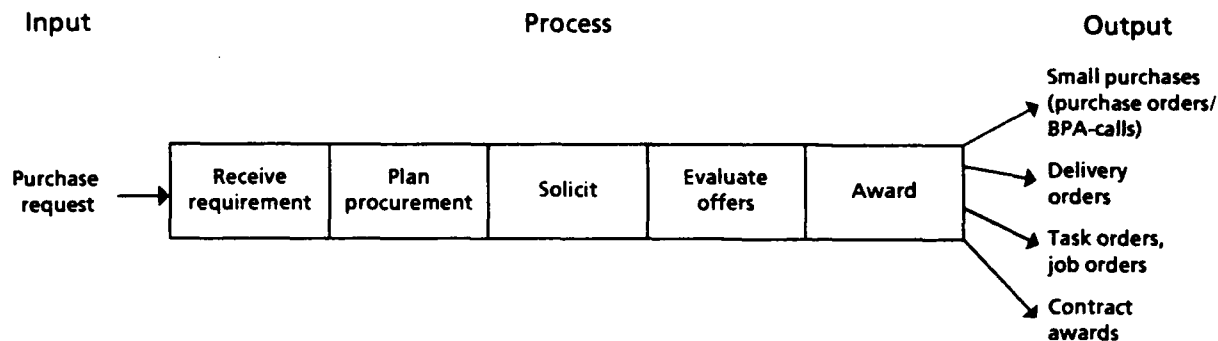 Input
Process
Output
Purchase
request
Receive
requirement
Plan
procurement
Solicit
Evaluate
offers
Award
Small purchases
(purchase orders/
BPA-calls)
Delivery
orders
Task orders,
job orders
Contract
awards